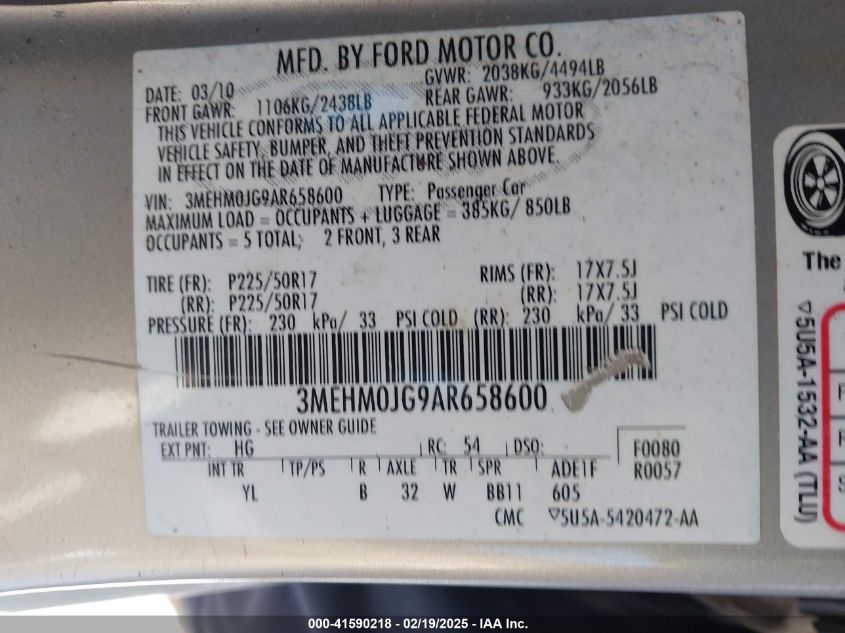 MFD. BY FORD MOTOR CO.
DATE: 03/10 GVWR: 2038KG/4494LB
FRONT GAWR: 1106KG/2438LB REAR GAWR: 933KG/2056LB
THIS VEHICLE CONFORMS TO ALL APPLICABLE FEDERAL MOTOR
VEHICLE SAFETY, BUMPER, AND THEFT PREVENTION STANDARDS
IN EFFECT ON THE DATE OF MANUFACTURE SHOWN ABOVE.
VIN: 3MEHM0JG9AR658600 TYPE: Passenger Car
MAXIMUM LOAD = OCCUPANTS + LUGGAGE = 385KG/ 850LB
OCCUPANTS = 5 TOTAL; 2 FRONT, 3 REAR
TIRE (FR): P225/50R17 RIMS (FR): 17X7.5J
(RR): P225/50R17 (RR): 17X7.5J
PRESSURE (FR): 230 kPa/ 33 PSI COLD (RR): 230 kPa/ 33 PSI COLD
3MEHM0JG9AR658600
TRAILER TOWING - SEE OWNER GUIDE
EXT PNT: HG RC: 54 DSO: F0080
INT TR TP/PS R AXLE TR SPR ADE1F R0057
YL B 32 W BB11 605
CMC ▽5U5A-5420472-AA
The
▽5U5A-1532-AA (TLU)
000-41590218 - 02/19/2025 - IAA Inc.